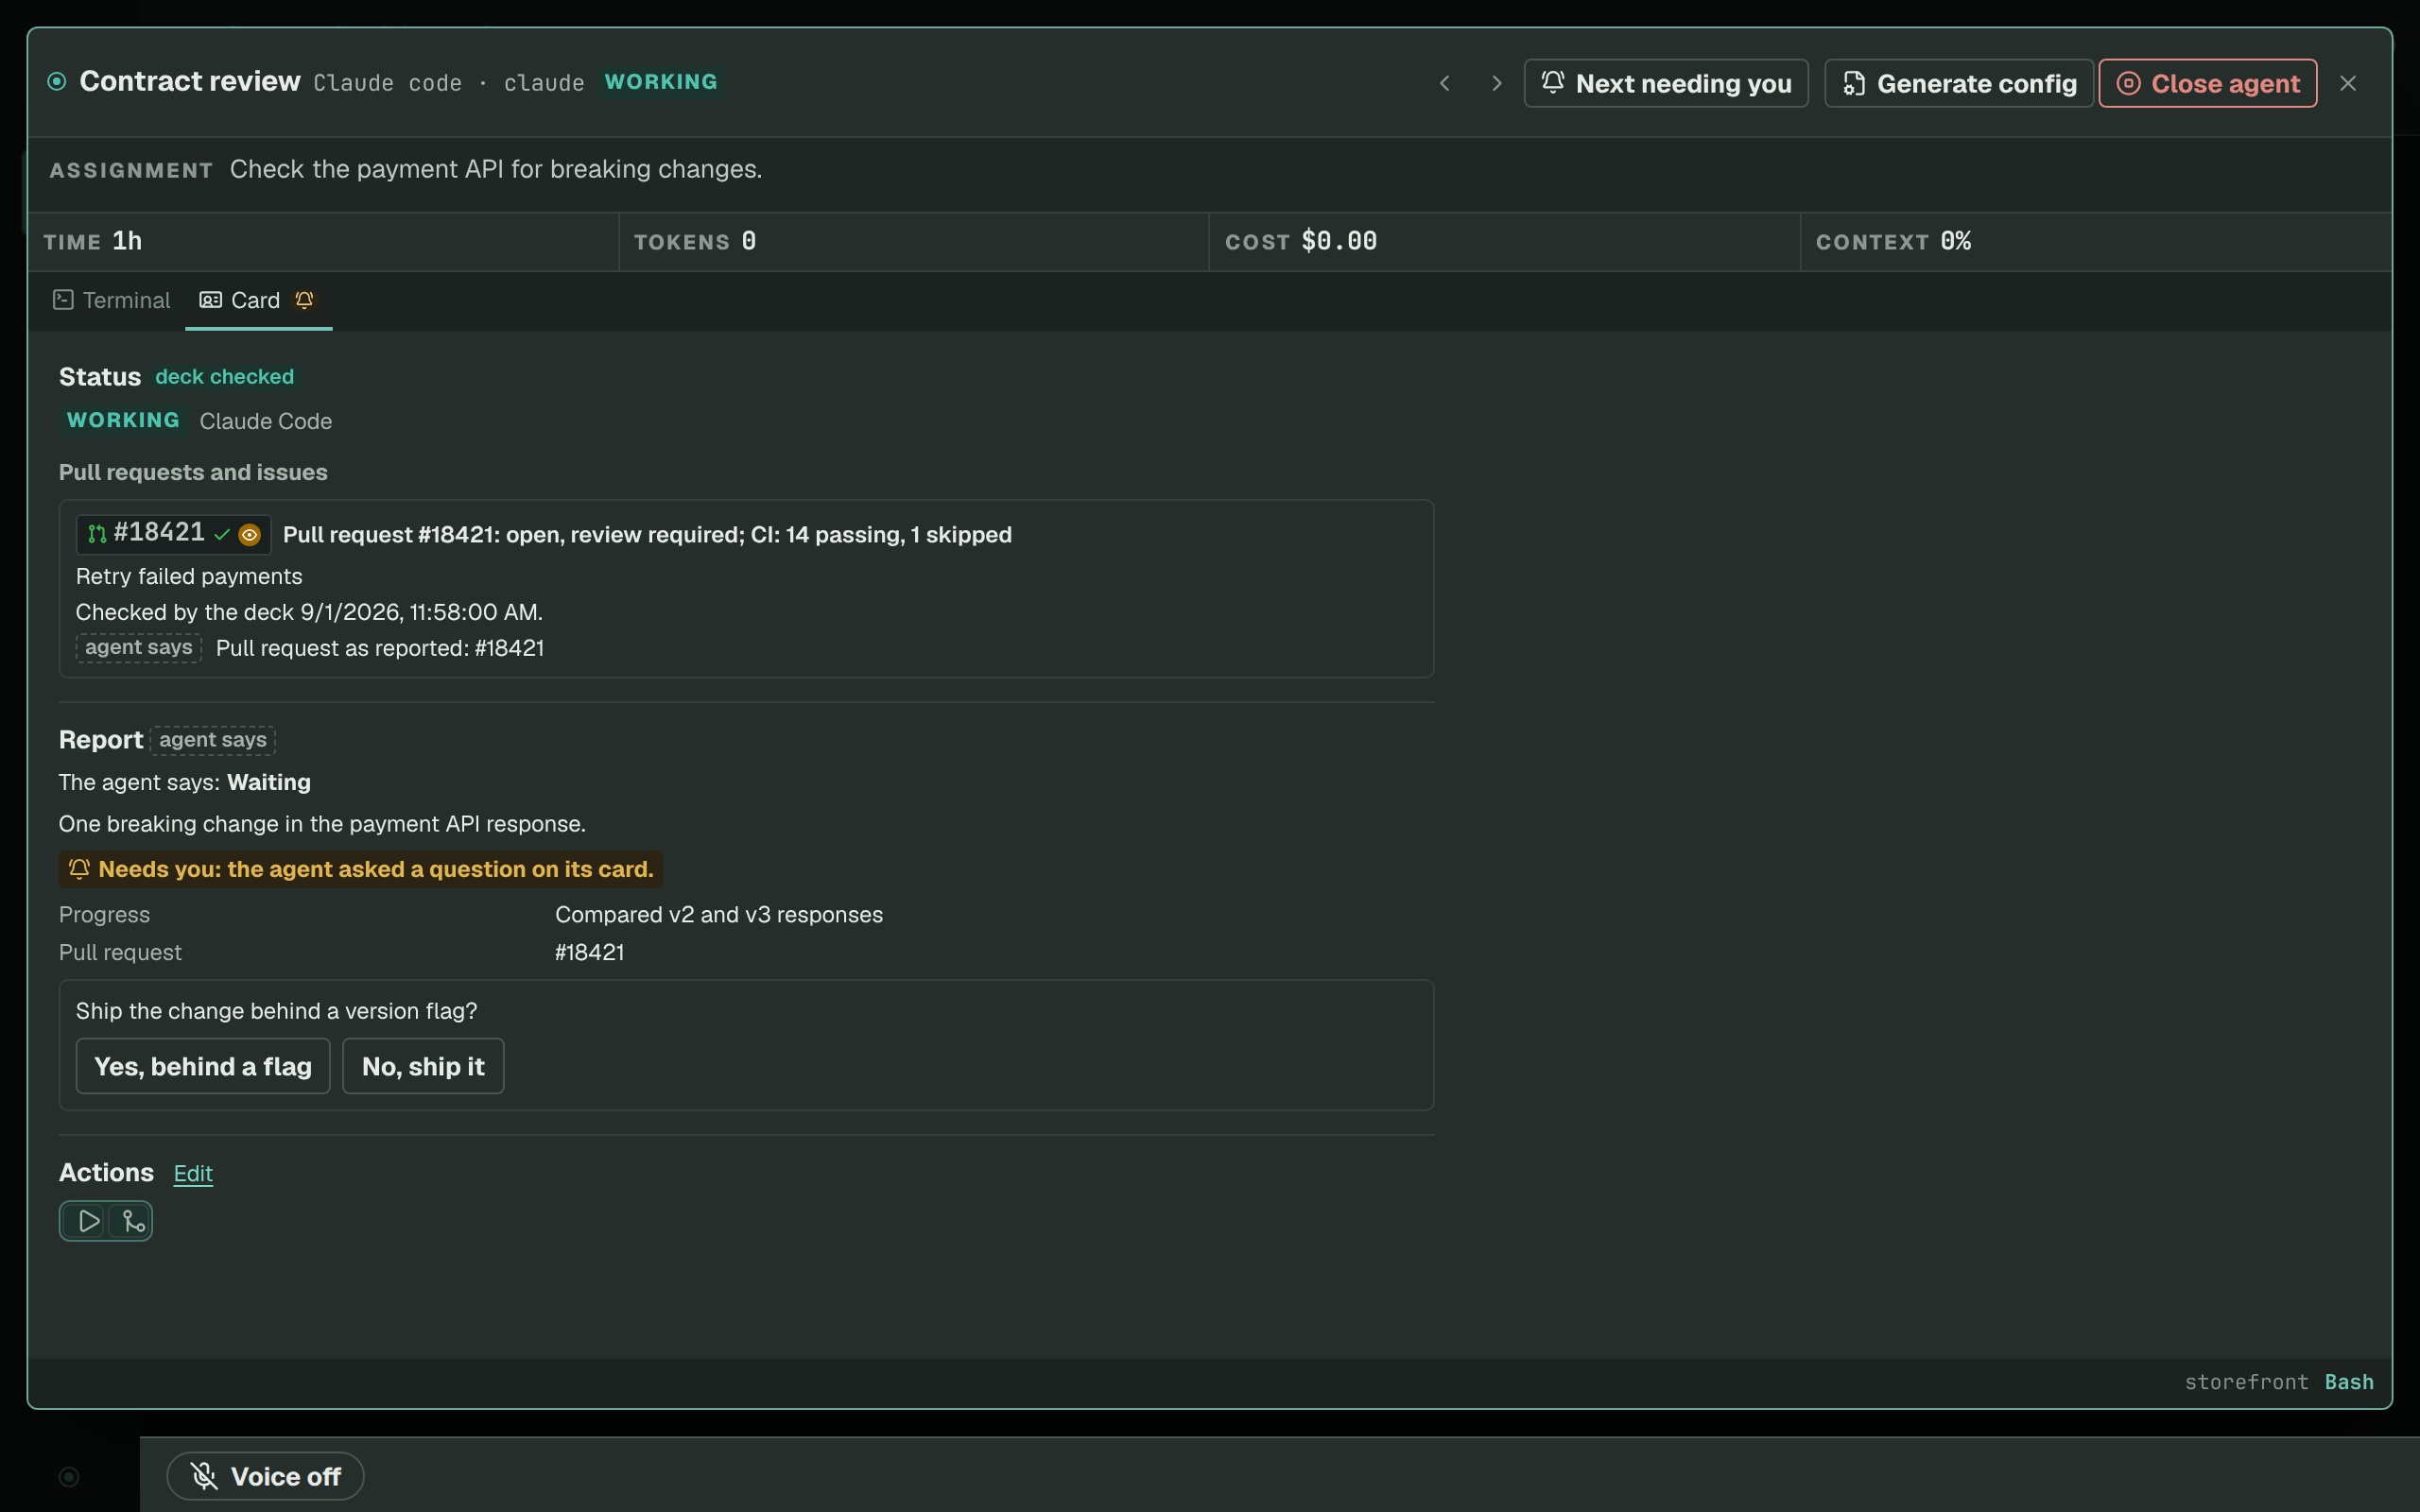 Contract review Claude code · claude WORKING
Next needing you Generate config Close agent
ASSIGNMENT Check the payment API for breaking changes.
TIME 1h TOKENS 0 COST $0.00 CONTEXT 0%
Terminal Card
Status deck checked
WORKING Claude Code
Pull requests and issues
#18421 Pull request #18421: open, review required; CI: 14 passing, 1 skipped
Retry failed payments
Checked by the deck 9/1/2026, 11:58:00 AM.
agent says Pull request as reported: #18421
Report agent says
The agent says: Waiting
One breaking change in the payment API response.
Needs you: the agent asked a question on its card.
Progress Compared v2 and v3 responses
Pull request #18421
Ship the change behind a version flag?
Yes, behind a flag No, ship it
Actions Edit
storefront Bash
Voice off